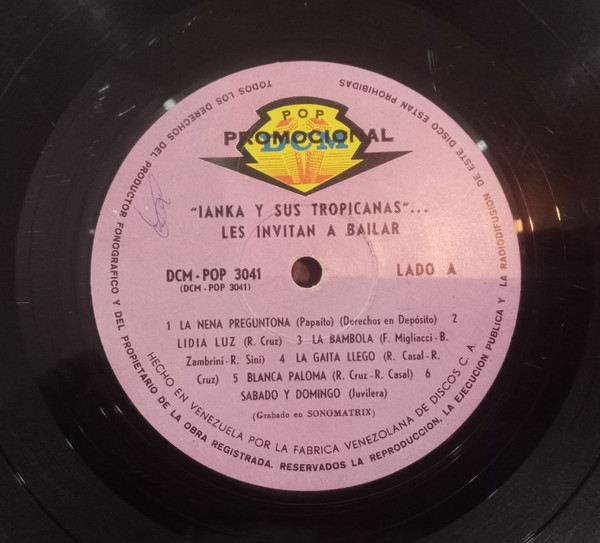 TODOS LOS DERECHOS DEL PRODUCTOR FONOGRAFICO Y DEL PROPIETARIO DE LA OBRA REGISTRADA. RESERVADOS LA REPRODUCCION, LA EJECUCION PUBLICA Y LA RADIODIFUSION DE ESTE DISCO ESTAN PROHIBIDAS
POP
DCM
PROMOCIONAL
"IANKA Y SUS TROPICANAS"...
LES INVITAN A BAILAR
DCM-POP 3041 LADO A
(DCM - POP 3041)
1 LA NENA PREGUNTONA (Papaíto) (Derechos en Depósito) 2
LIDIA LUZ (R. Cruz) 3 LA BAMBOLA (F. Migliacci-B.
Zambrini-R. Sini) 4 LA GAITA LLEGO (R. Casal-R.
Cruz) 5 BLANCA PALOMA (R. Cruz-R. Casal) 6
SABADO Y DOMINGO (Juvilera)
(Grabado en SONOMATRIX)
HECHO EN VENEZUELA POR LA FABRICA VENEZOLANA DE DISCOS C. A.